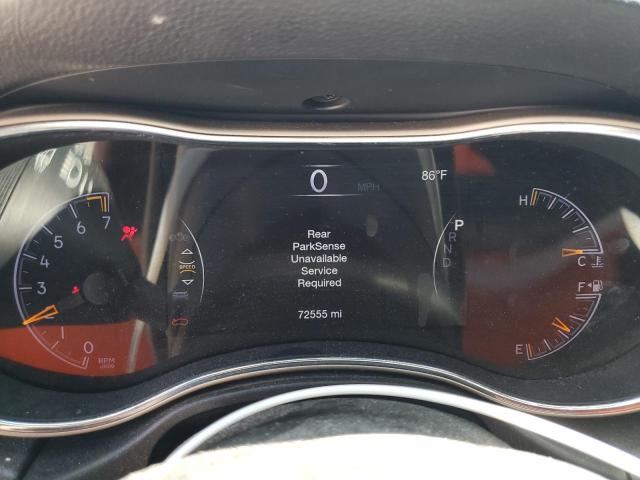 0 MPH
86°F
Rear
ParkSense
Unavailable
Service
Required
72555 mi
7
6
5
4
3
2
1
0
RPM
SPEED
P
R
N
D
H
C
F
E